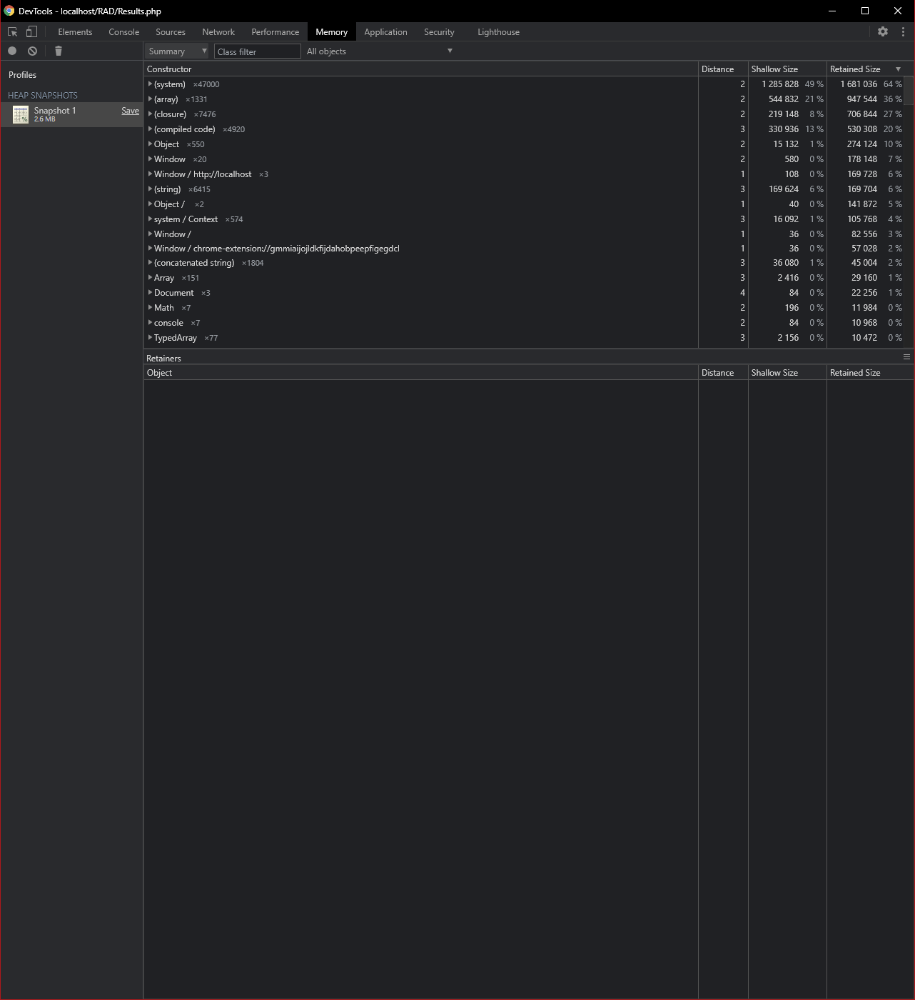 DevTools - localhost/RAD/Results.php
Elements Console Sources Network Performance Memory Application Security Lighthouse
Summary Class filter All objects
Profiles
HEAP SNAPSHOTS
Snapshot 1 Save
2.6 MB
Constructor Distance Shallow Size Retained Size
(system) ×47000 2 1 285 828 49 % 1 681 036 64 %
(array) ×1331 2 544 832 21 % 947 544 36 %
(closure) ×7476 2 219 148 8 % 706 844 27 %
(compiled code) ×4920 3 330 936 13 % 530 308 20 %
Object ×550 2 15 132 1 % 274 124 10 %
Window ×20 2 580 0 % 178 148 7 %
Window / http://localhost ×3 1 108 0 % 169 728 6 %
(string) ×6415 3 169 624 6 % 169 704 6 %
Object / ×2 1 40 0 % 141 872 5 %
system / Context ×574 3 16 092 1 % 105 768 4 %
Window / 1 36 0 % 82 556 3 %
Window / chrome-extension://gmmiaijojldkfijdahobpeepfigegdcl 1 36 0 % 57 028 2 %
(concatenated string) ×1804 3 36 080 1 % 45 004 2 %
Array ×151 3 2 416 0 % 29 160 1 %
Document ×3 4 84 0 % 22 256 1 %
Math ×7 2 196 0 % 11 984 0 %
console ×7 2 84 0 % 10 968 0 %
TypedArray ×77 3 2 156 0 % 10 472 0 %
Retainers
Object Distance Shallow Size Retained Size